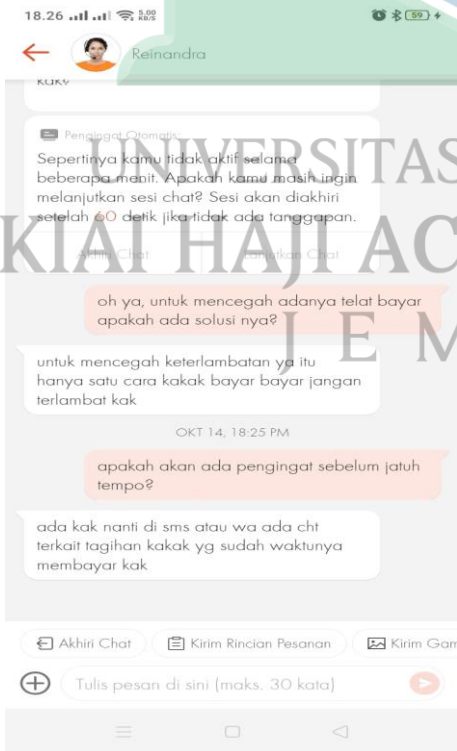 18.26 5.00 KB/S 59
Reinandra
kak?
Pengingat Otomatis:
Sepertinya kamu tidak aktif selama
beberapa menit. Apakah kamu masih ingin
melanjutkan sesi chat? Sesi akan diakhiri
setelah 60 detik jika tidak ada tanggapan.
Akhiri Chat Lanjutkan Chat
UNIVERSITAS
KIAI HAJI AC
J E M
oh ya, untuk mencegah adanya telat bayar
apakah ada solusi nya?
untuk mencegah keterlambatan ya itu
hanya satu cara kakak bayar bayar jangan
terlambat kak
OKT 14, 18:25 PM
apakah akan ada pengingat sebelum jatuh
tempo?
ada kak nanti di sms atau wa ada cht
terkait tagihan kakak yg sudah waktunya
membayar kak
Akhiri Chat Kirim Rincian Pesanan Kirim Gam
Tulis pesan di sini (maks. 30 kata)